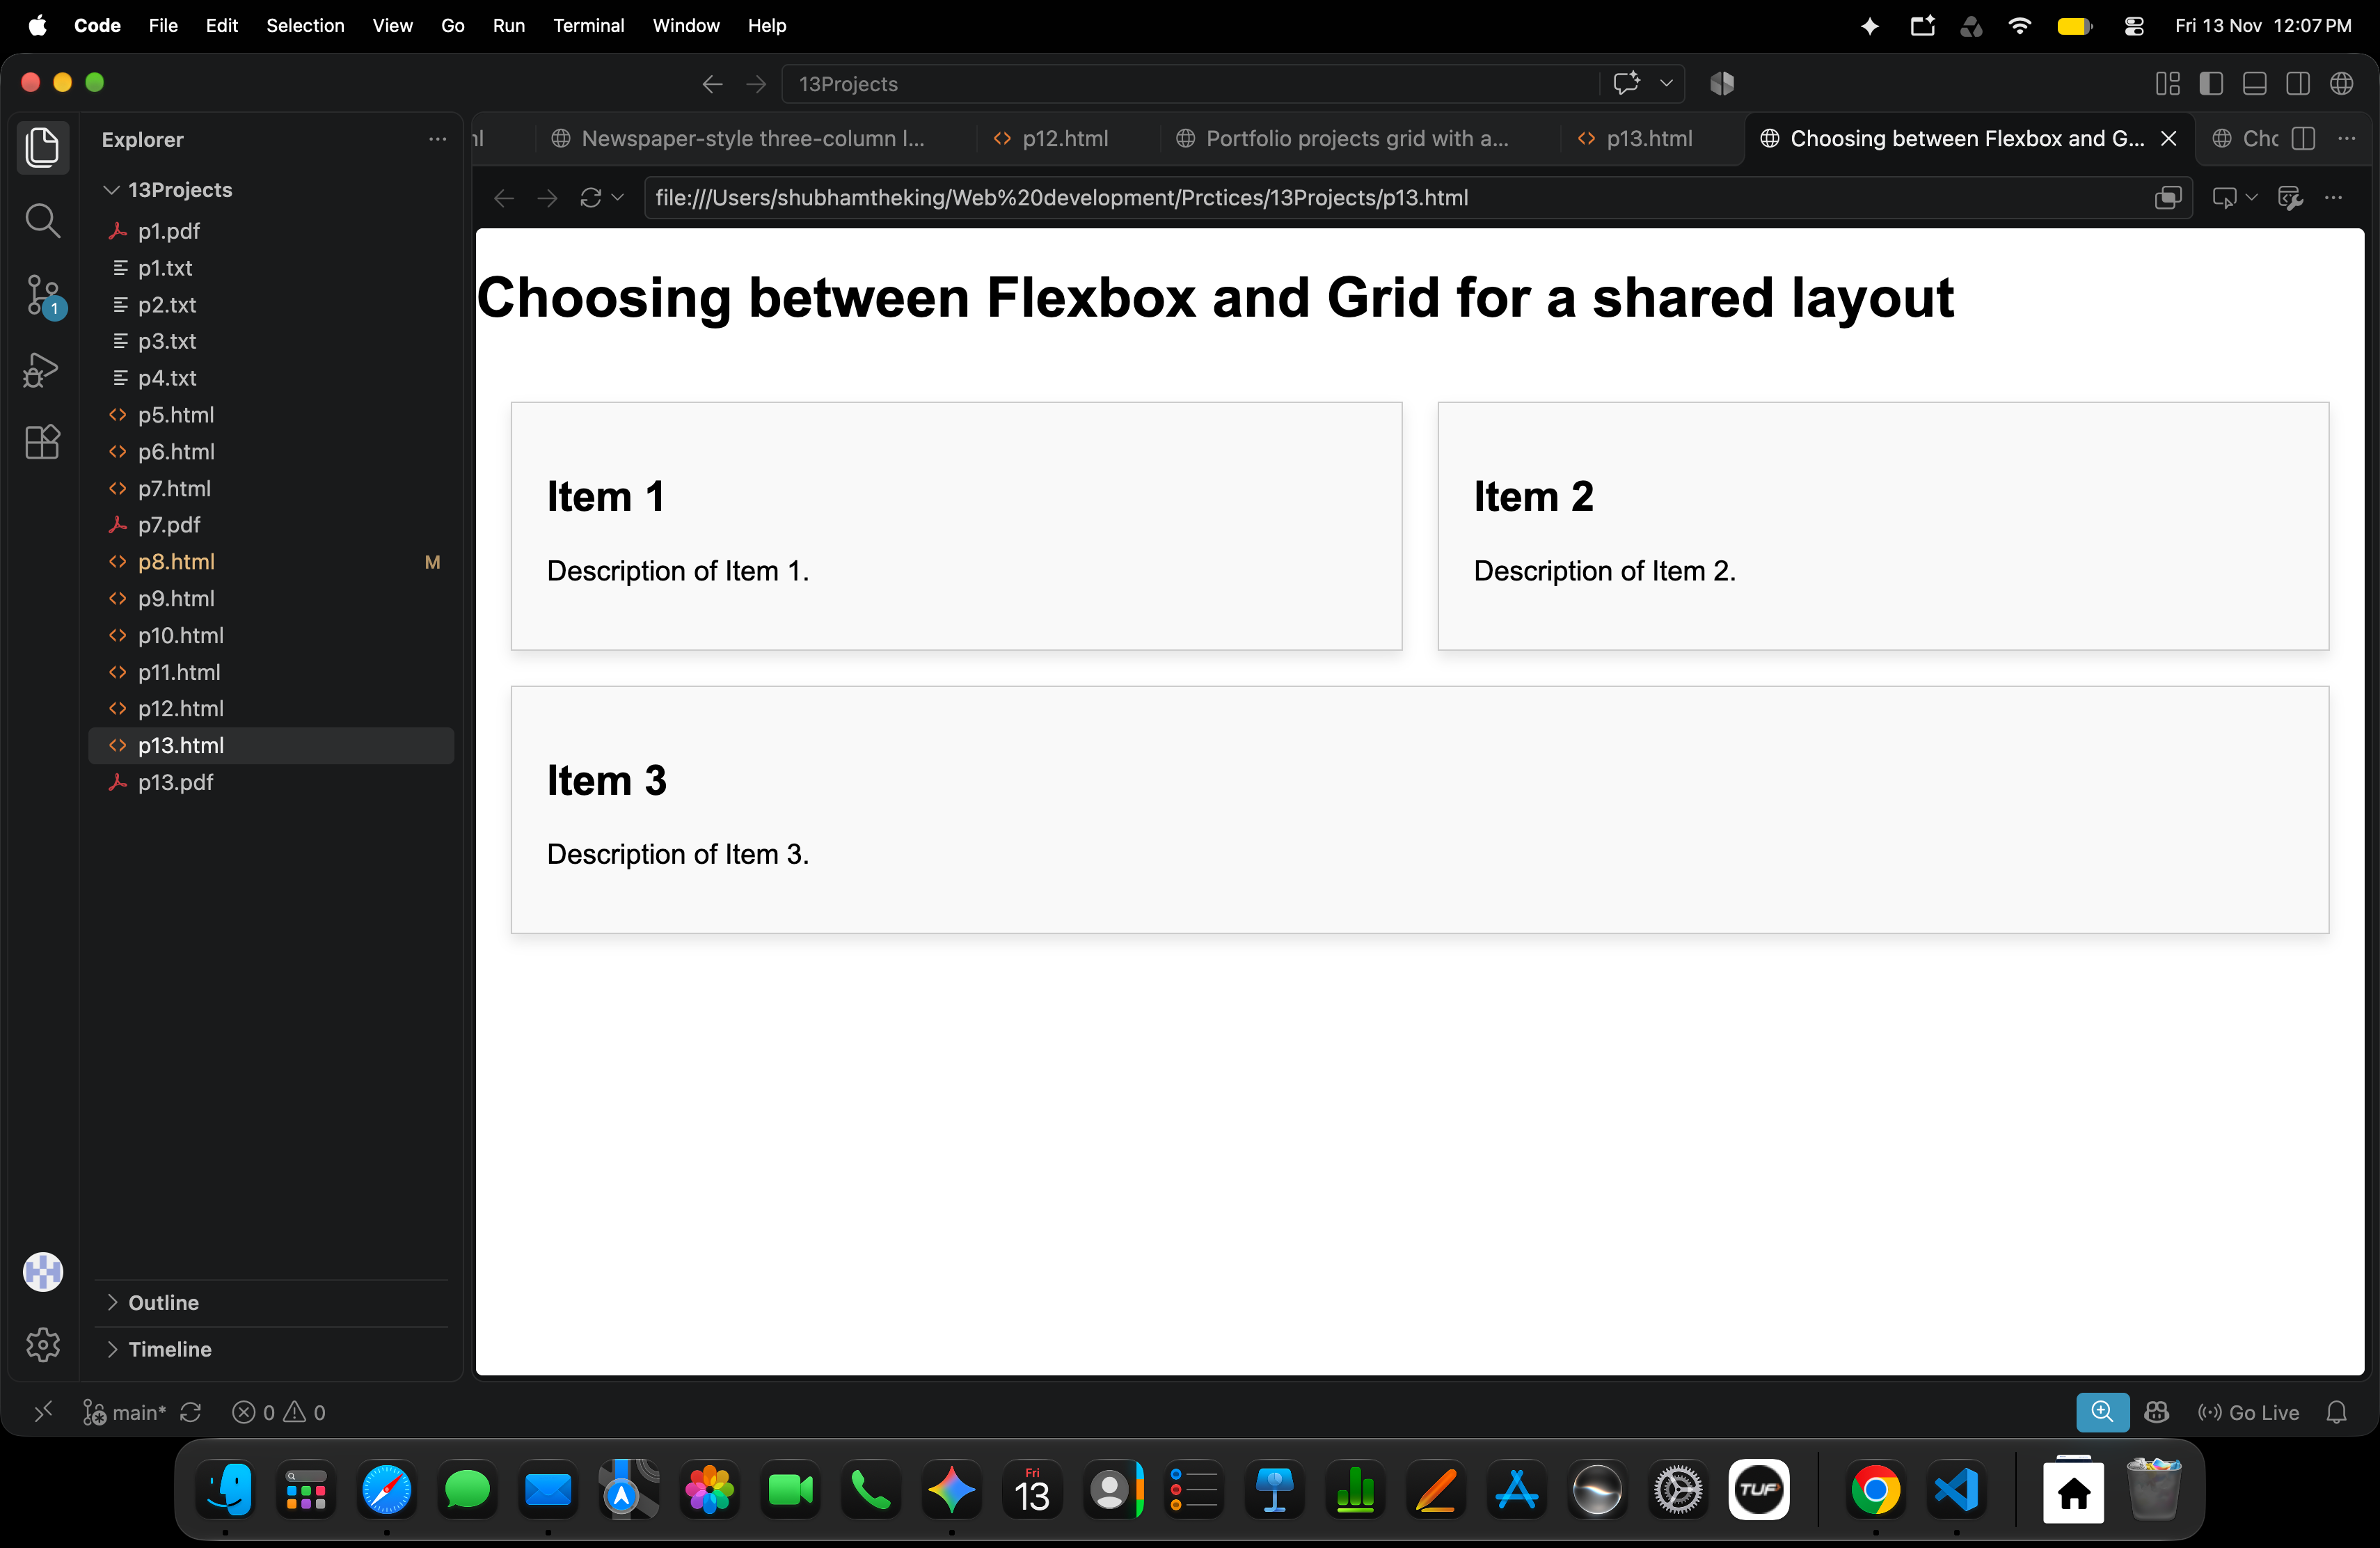 Code File Edit Selection View Go Run Terminal Window Help
Fri 13 Nov 12:07 PM
13Projects
Explorer
13Projects
p1.pdf
p1.txt
p2.txt
p3.txt
p4.txt
p5.html
p6.html
p7.html
p7.pdf
p8.html M
p9.html
p10.html
p11.html
p12.html
p13.html
p13.pdf
1
Outline
Timeline
Newspaper-style three-column l...
p12.html
Portfolio projects grid with a...
p13.html
Choosing between Flexbox and G...
file:///Users/shubhamtheking/Web%20development/Prctices/13Projects/p13.html
Choosing between Flexbox and Grid for a shared layout
Item 1
Description of Item 1.
Item 2
Description of Item 2.
Item 3
Description of Item 3.
main* 0 0
Go Live
Fri
13
TUF